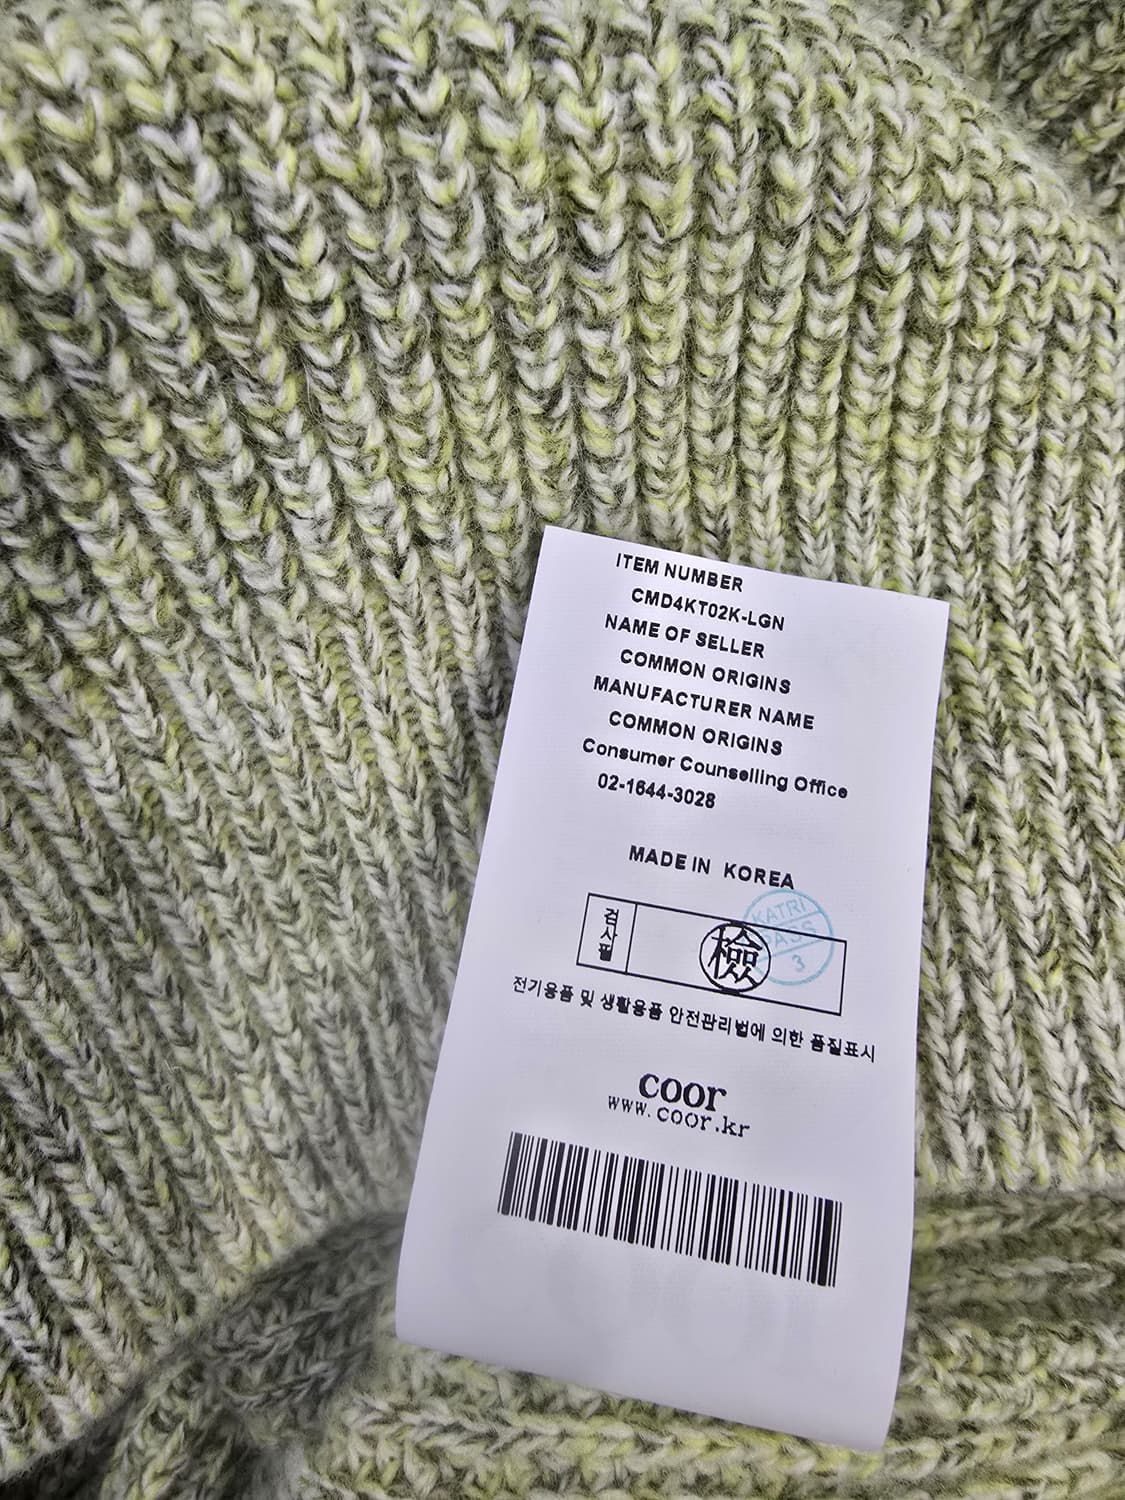 ITEM NUMBER
CMD4KT02K-LGN
NAME OF SELLER
COMMON ORIGINS
MANUFACTURER NAME
COMMON ORIGINS
Consumer Counselling Office
02-1644-3028
MADE IN KOREA
검사필
檢
KATRI
PASS
3
전기용품 및 생활용품 안전관리법에 의한 품질표시
coor
www.coor.kr